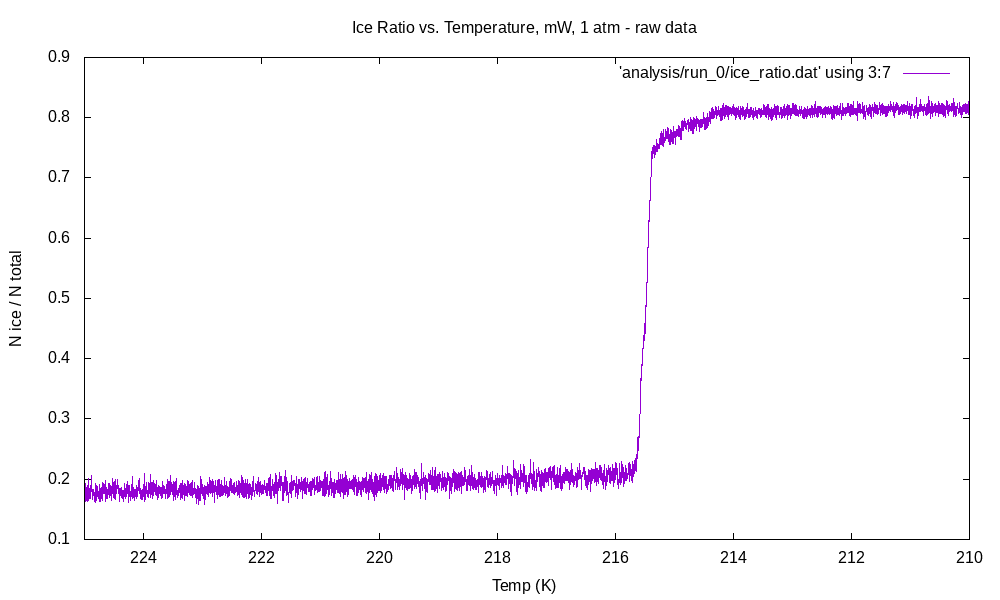 Ice Ratio vs. Temperature, mW, 1 atm - raw data
'analysis/run_0/ice_ratio.dat' using 3:7
0.9
0.8
0.7
0.6
0.5
0.4
0.3
0.2
0.1
N ice / N total
224 222 220 218 216 214 212 210
Temp (K)